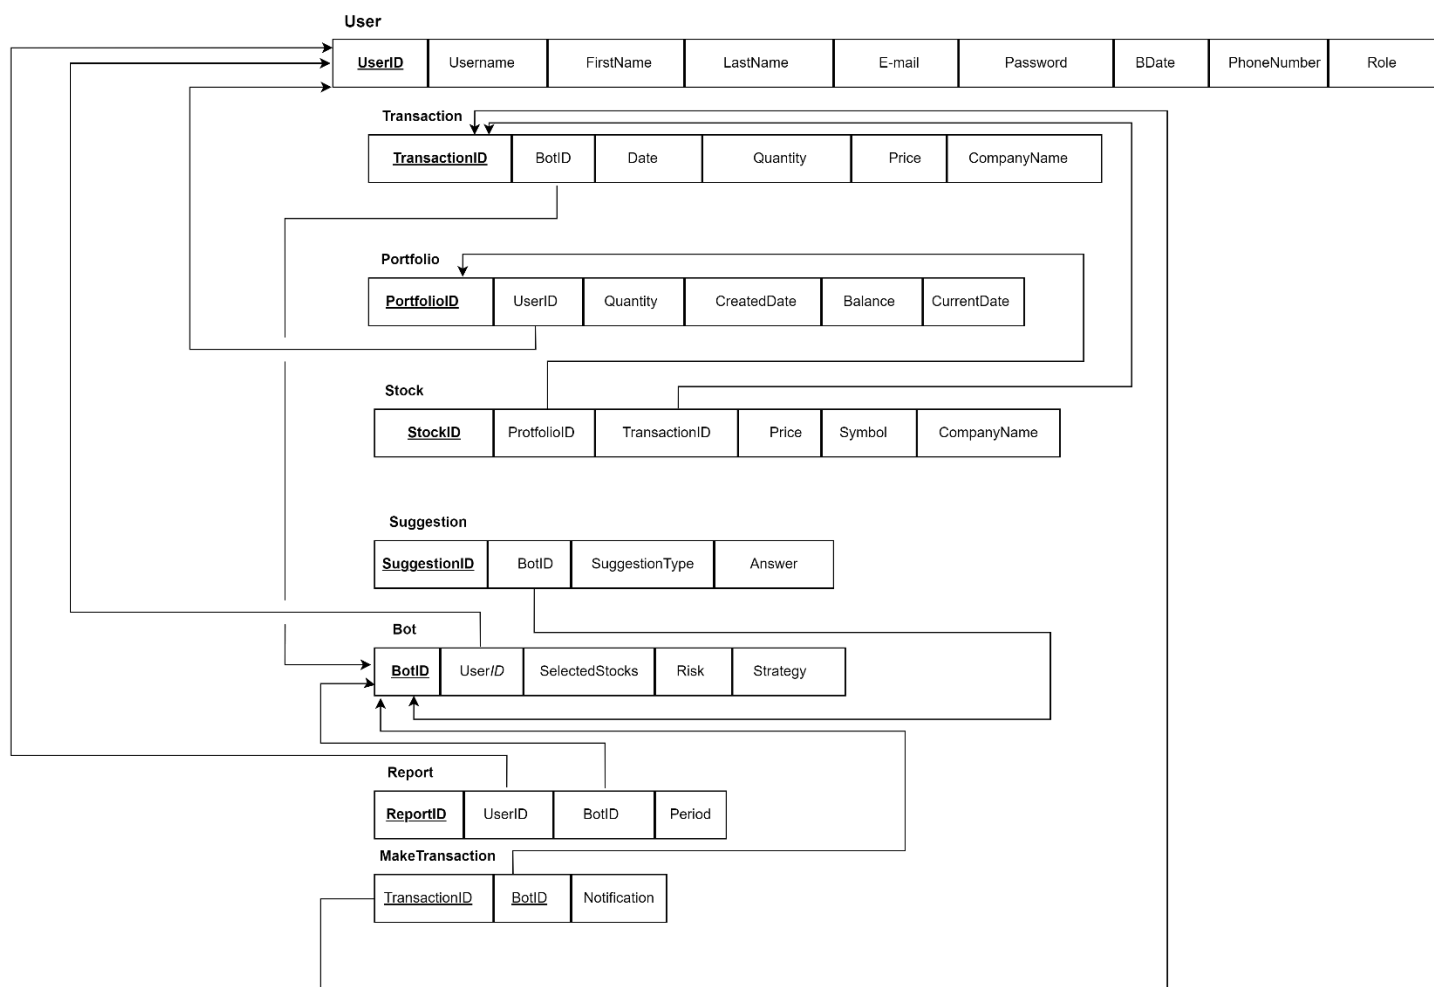 User
UserID Username FirstName LastName E-mail Password BDate PhoneNumber Role
Transaction
TransactionID BotID Date Quantity Price CompanyName
Portfolio
PortfolioID UserID Quantity CreatedDate Balance CurrentDate
Stock
StockID ProtfolioID TransactionID Price Symbol CompanyName
Suggestion
SuggestionID BotID SuggestionType Answer
Bot
BotID UserID SelectedStocks Risk Strategy
Report
ReportID UserID BotID Period
MakeTransaction
TransactionID BotID Notification